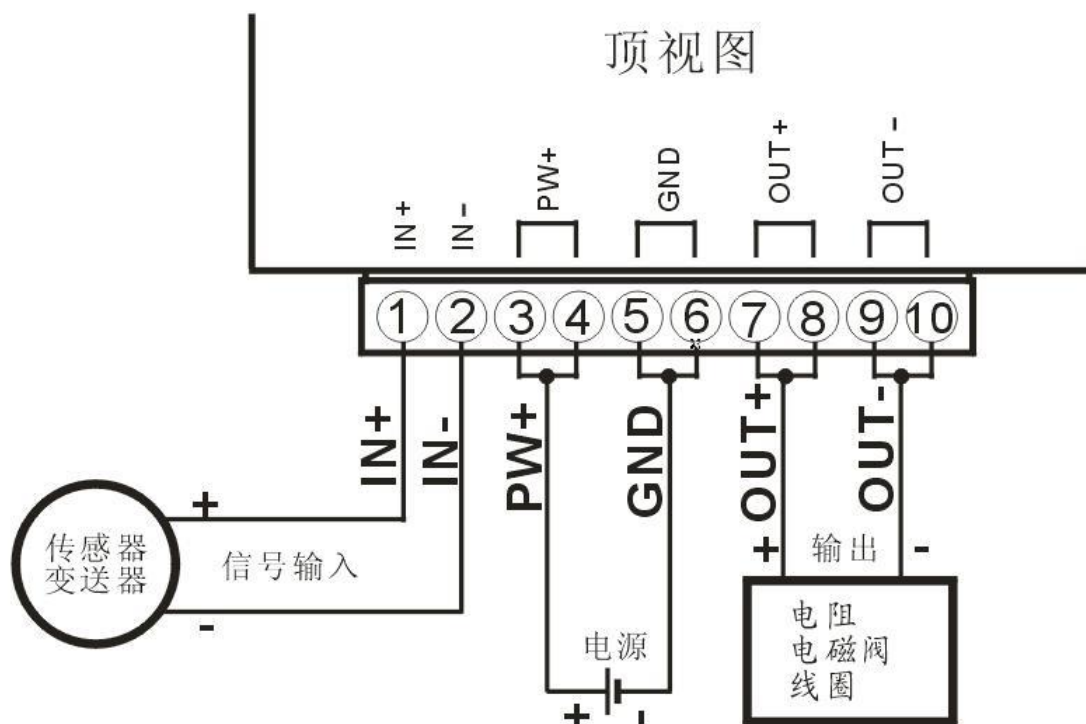 顶视图
IN+
IN-
PW+
GND
OUT+
OUT-
1 2 3 4 5 6 7 8 9 10
IN+
IN-
PW+
GND
OUT+
OUT-
+
传感器
变送器
信号输入
-
+
输出
-
电源
+
-
电阻
电磁阀
线圈